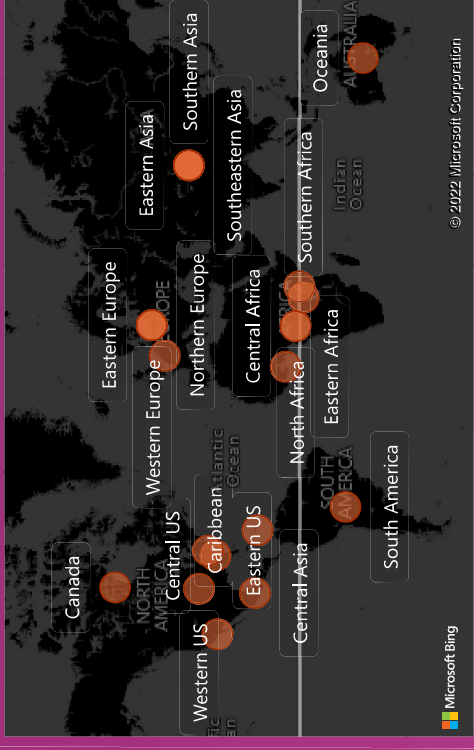 Canada
Western US
Central US
Eastern US
Caribbean
Central Asia
South America
Western Europe
Eastern Europe
Northern Europe
North Africa
Central Africa
Eastern Africa
Southern Africa
Eastern Asia
Southern Asia
Southeastern Asia
Oceania
NORTH
AMERICA
SOUTH
AMERICA
Atlantic
Ocean
Indian
Ocean
AUSTRALIA
Microsoft Bing
© 2022 Microsoft Corporation